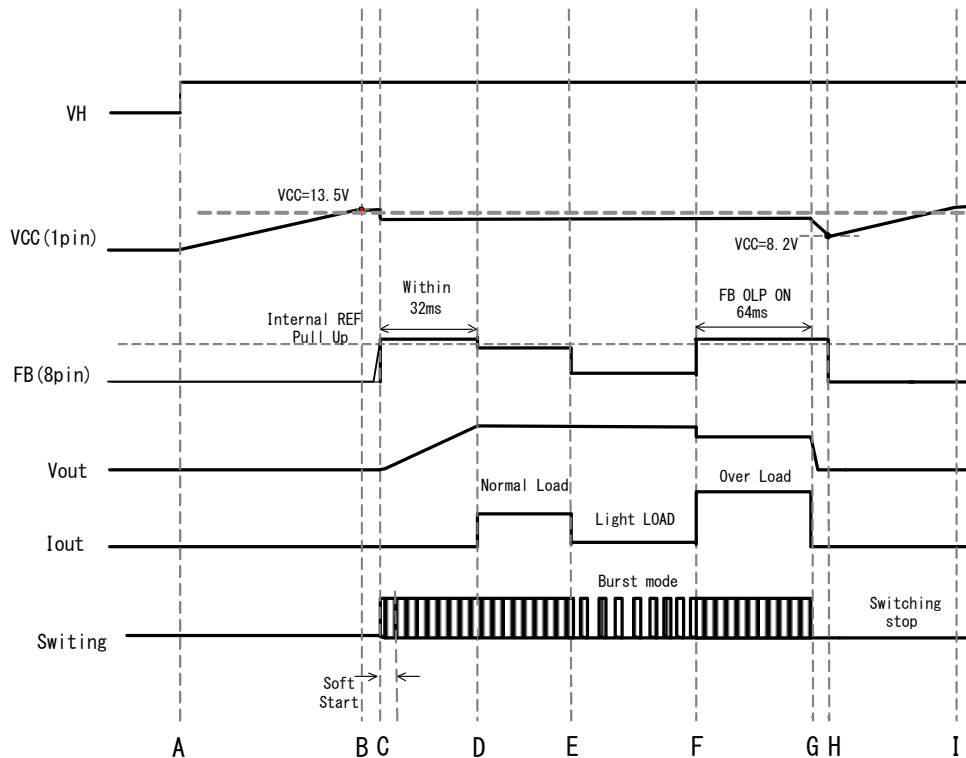 VH
VCC=13.5V
VCC(1pin)
VCC=8.2V
Within
32ms
FB OLP ON
64ms
Internal REF
Pull Up
FB(8pin)
Vout
Normal Load
Over Load
Light LOAD
Iout
Burst mode
Switching
stop
Switing
Soft
Start
A B C D E F G H I